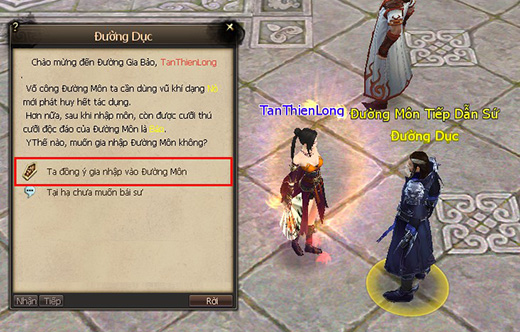 ?
Đường Dục
×
Chào mừng đến Đường Gia Bảo, TanThienLong
.
Võ công Đường Môn ta cần dùng vũ khí dạng Nỏ
mới phát huy hết tác dụng.
Hơn nữa, sau khi nhập môn, còn được cưỡi thú
cưỡi độc đáo của Đường Môn là Báo.
YThế nào, muốn gia nhập Đường Môn không?
Ta đồng ý gia nhập vào Đường Môn
Tại hạ chưa muốn bái sư
Nhận Tiếp Rời
TanThienLong
Đường Môn Tiếp Dẫn Sứ
Đường Dục